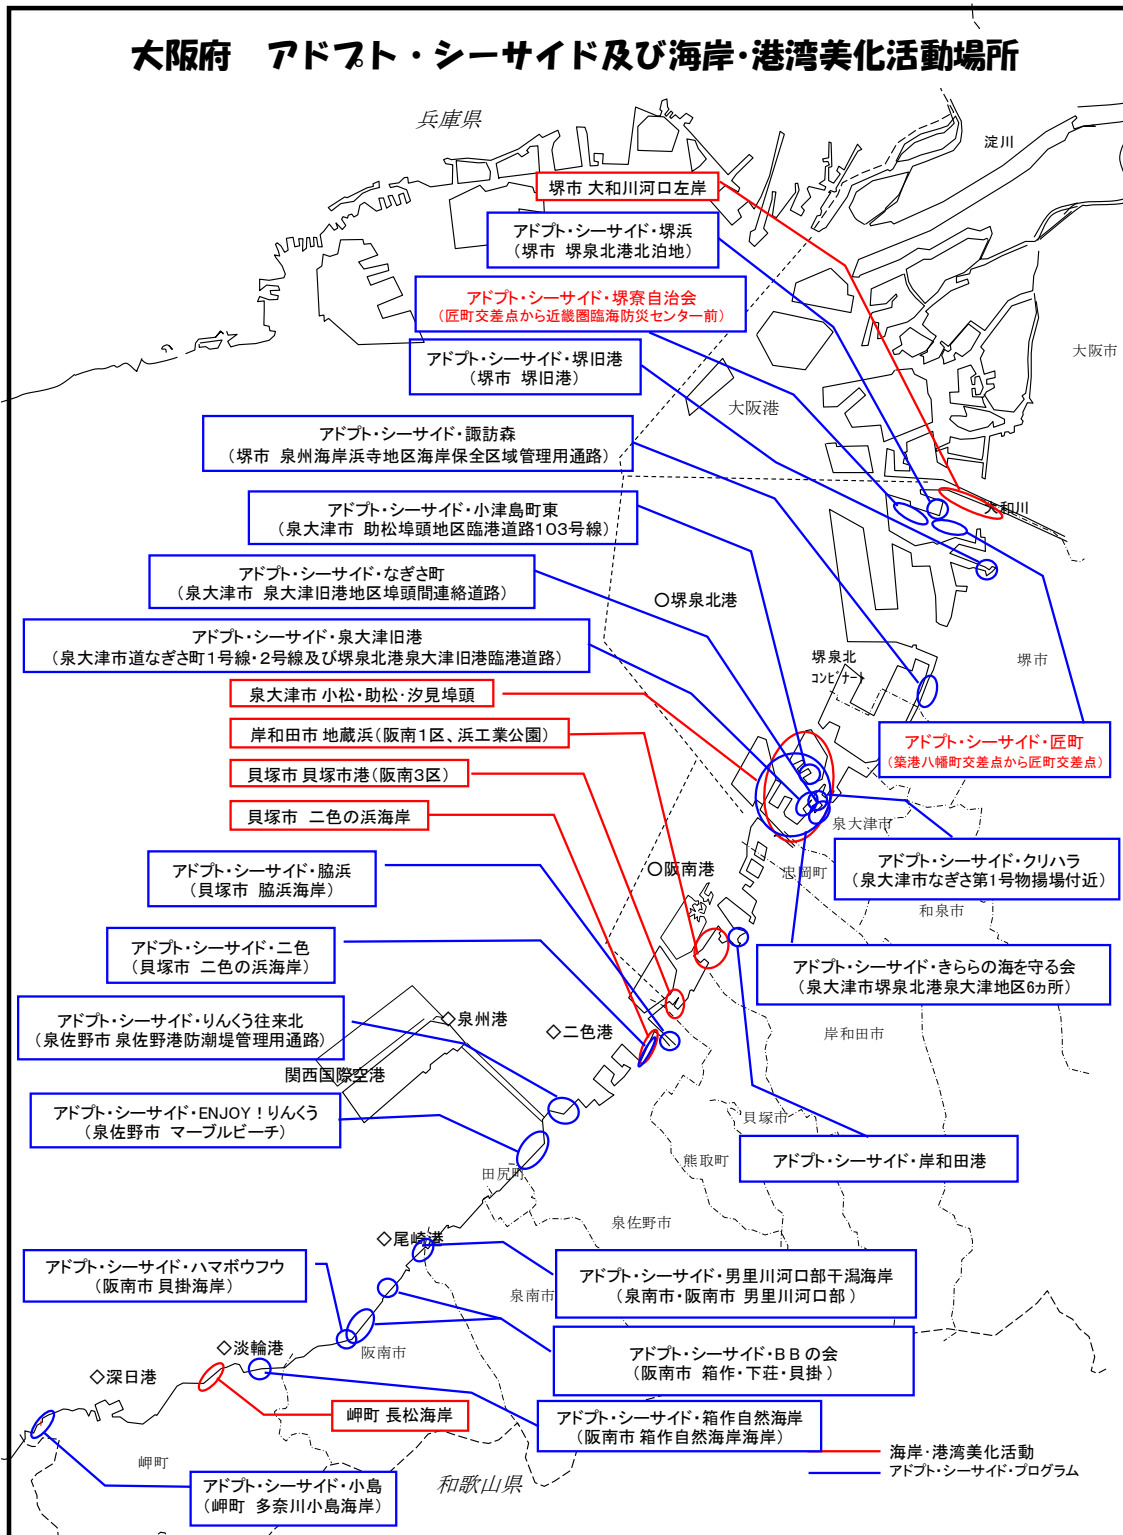 大阪府　アドプト・シーサイド及び海岸・港湾美化活動場所
兵庫県
淀川
堺市 大和川河口左岸
アドプト・シーサイド・堺浜
（堺市 堺泉北港北泊地）
アドプト・シーサイド・堺寮自治会
（匠町交差点から近畿圏臨海防災センター前）
アドプト・シーサイド・堺旧港
（堺市 堺旧港）
大阪市
大阪港
アドプト・シーサイド・諏訪森
（堺市 泉州海岸浜寺地区海岸保全区域管理用通路）
アドプト・シーサイド・小津島町東
（泉大津市 助松埠頭地区臨港道路103号線）
大和川
アドプト・シーサイド・なぎさ町
（泉大津市 泉大津旧港地区埠頭間連絡道路）
○堺泉北港
アドプト・シーサイド・泉大津旧港
（泉大津市道なぎさ町1号線・2号線及び堺泉北港泉大津旧港臨港道路）
堺泉北
コンビナート
堺市
泉大津市 小松・助松・汐見埠頭
岸和田市 地蔵浜（阪南1区、浜工業公園）
アドプト・シーサイド・匠町
（築港八幡町交差点から匠町交差点）
貝塚市 貝塚市港（阪南3区）
貝塚市 二色の浜海岸
泉大津市
アドプト・シーサイド・脇浜
（貝塚市 脇浜海岸）
○阪南港
忠岡町
アドプト・シーサイド・クリハラ
（泉大津市なぎさ第1号物揚場付近）
和泉市
アドプト・シーサイド・二色
（貝塚市 二色の浜海岸）
アドプト・シーサイド・きららの海を守る会
（泉大津市堺泉北港泉大津地区6ヵ所）
アドプト・シーサイド・りんくう往来北
（泉佐野市 泉佐野港防潮堤管理用通路）
◇泉州港
◇二色港
岸和田市
関西国際空港
アドプト・シーサイド・ENJOY！りんくう
（泉佐野市 マーブルビーチ）
貝塚市
アドプト・シーサイド・岸和田港
熊取町
田尻町
泉佐野市
◇尾崎港
アドプト・シーサイド・ハマボウフウ
（阪南市 貝掛海岸）
アドプト・シーサイド・男里川河口部干潟海岸
（泉南市・阪南市 男里川河口部）
泉南市
◇淡輪港
阪南市
アドプト・シーサイド・ＢＢの会
（阪南市 箱作・下荘・貝掛）
◇深日港
岬町 長松海岸
アドプト・シーサイド・箱作自然海岸
（阪南市 箱作自然海岸海岸）
海岸・港湾美化活動
アドプト・シーサイド・プログラム
岬町
アドプト・シーサイド・小島
（岬町 多奈川小島海岸）
和歌山県